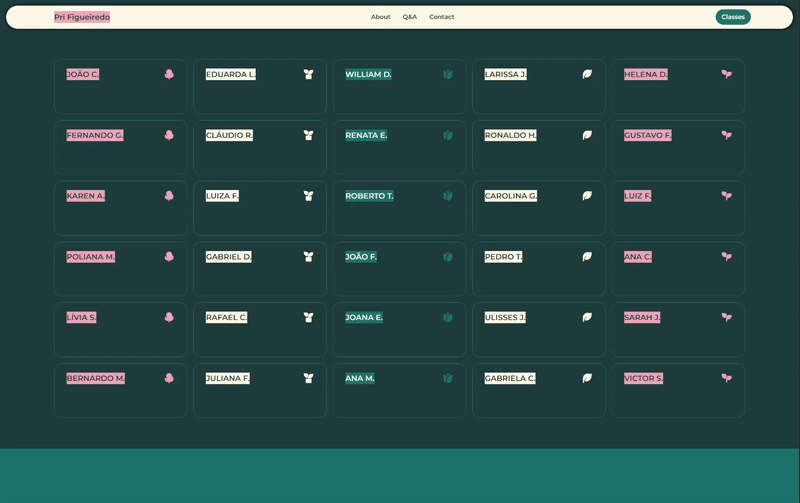 Pri Figueiredo About Q&A Contact Classes
JOÃO C. EDUARDA L. WILLIAM D. LARISSA J. HELENA D.
FERNANDO G. CLÁUDIO R. RENATA E. RONALDO H. GUSTAVO F.
KAREN A. LUIZA F. ROBERTO T. CAROLINA G. LUIZ F.
POLIANA M. GABRIEL D. JOÃO F. PEDRO T. ANA C.
LÍVIA S. RAFAEL C. JOANA E. ULISSES J. SARAH J.
BERNARDO M. JULIANA F. ANA M. GABRIELA C. VICTOR S.